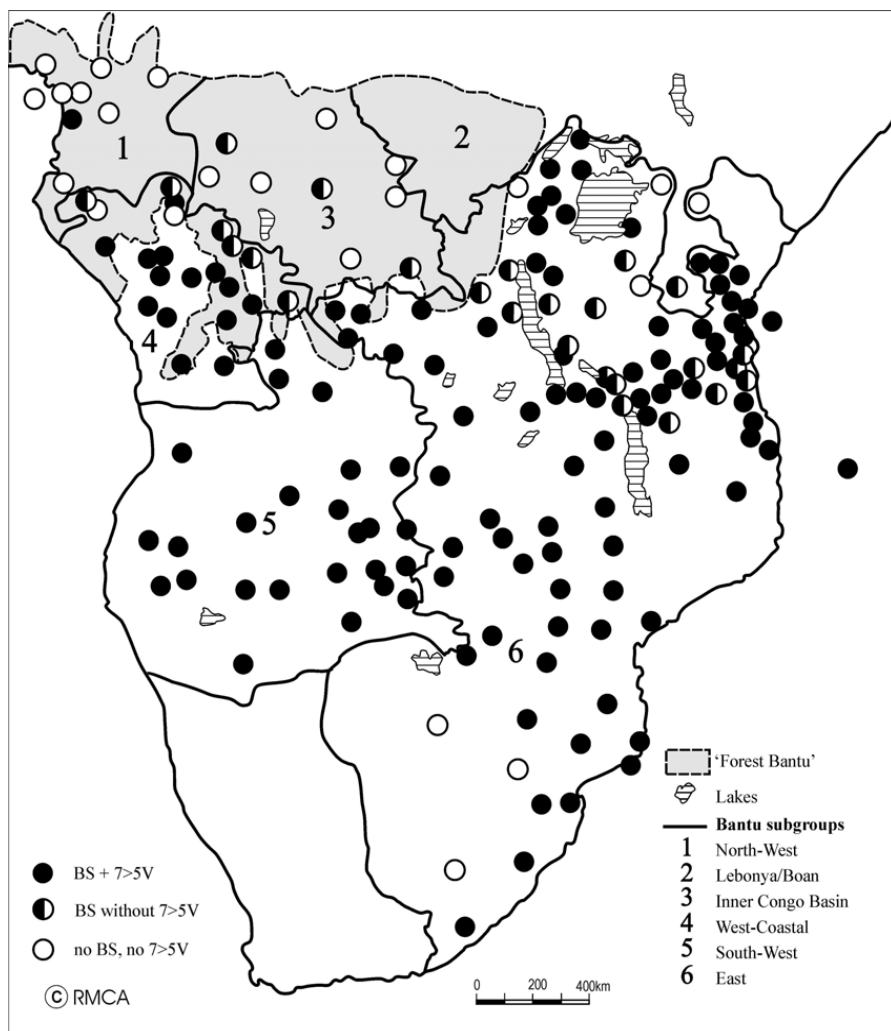 1
2
3
4
5
6
'Forest Bantu'
Lakes
Bantu subgroups
1 North-West
2 Lebonya/Boan
3 Inner Congo Basin
4 West-Coastal
5 South-West
6 East
BS + 7>5V
BS without 7>5V
no BS, no 7>5V
© RMCA
0 200 400km